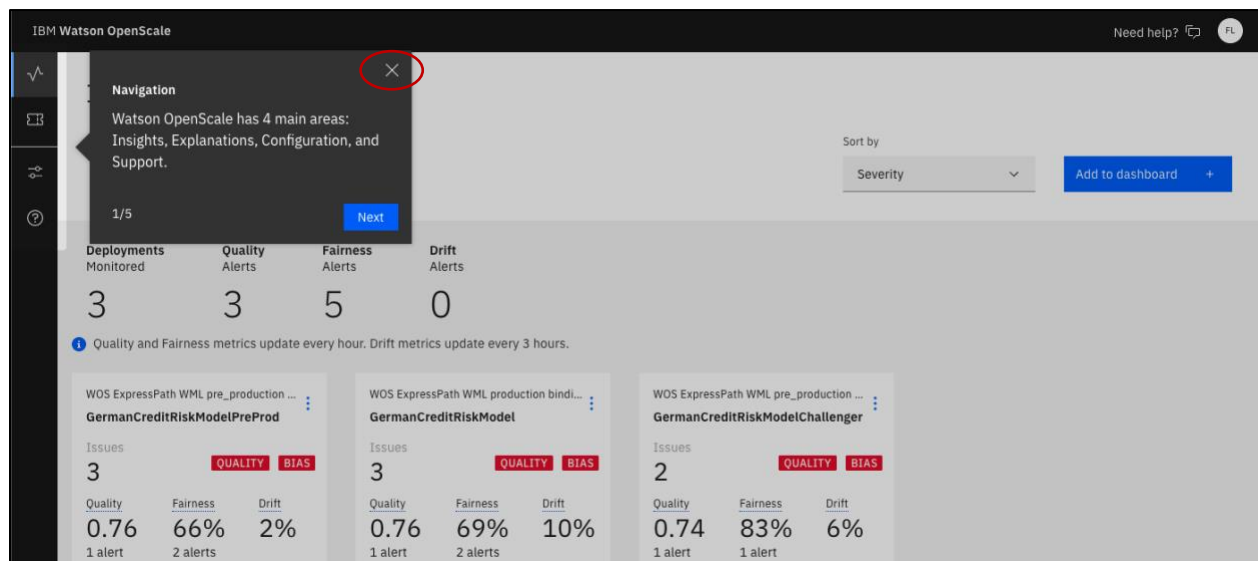 IBM Watson OpenScale
Need help?
FL
Navigation
Watson OpenScale has 4 main areas:
Insights, Explanations, Configuration, and
Support.
1/5
Next
Sort by
Severity
Add to dashboard +
Deployments
Monitored
3
Quality
Alerts
3
Fairness
Alerts
5
Drift
Alerts
0
Quality and Fairness metrics update every hour. Drift metrics update every 3 hours.
WOS ExpressPath WML pre_production ...
GermanCreditRiskModelPreProd
Issues
3
QUALITY BIAS
Quality Fairness Drift
0.76 66% 2%
1 alert 2 alerts
WOS ExpressPath WML production bindi...
GermanCreditRiskModel
Issues
3
QUALITY BIAS
Quality Fairness Drift
0.76 69% 10%
1 alert 2 alerts
WOS ExpressPath WML pre_production ...
GermanCreditRiskModelChallenger
Issues
2
QUALITY BIAS
Quality Fairness Drift
0.74 83% 6%
1 alert 1 alert